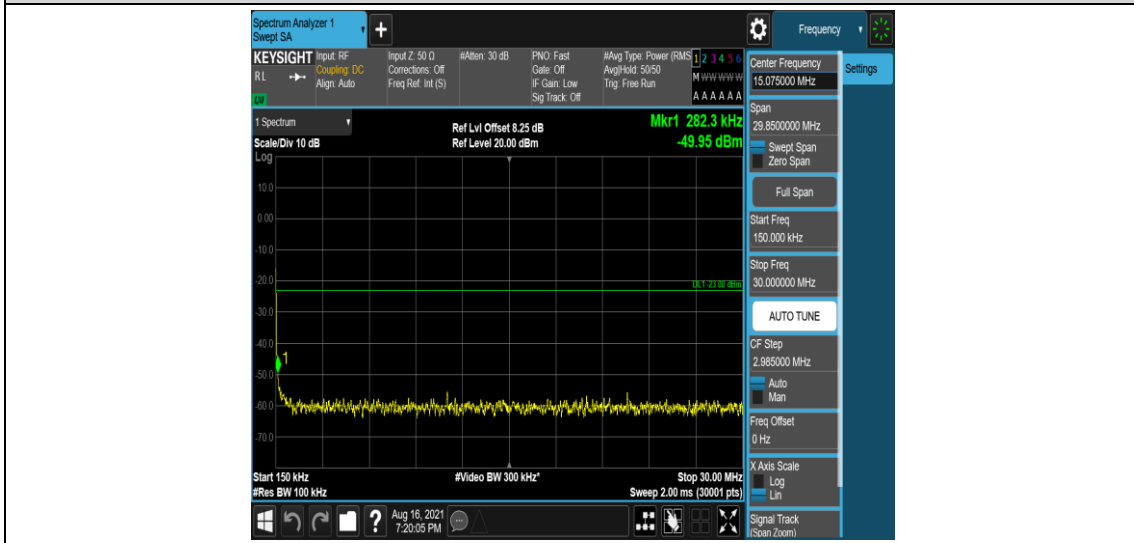 Spectrum Analyzer 1
Swept SA
+
Frequency
KEYSIGHT
Input: RF
Coupling: DC
Align: Auto
Input Z: 50 Ω
Corrections: Off
Freq Ref: Int (S)
#Atten: 30 dB
PNO: Fast
Gate: Off
IF Gain: Low
Sig Track: Off
#Avg Type: Power (RMS
Avg|Hold: 50/50
Trig: Free Run
1 2 3 4 5 6
M W W W W W
A A A A A A
R L
LXI
1 Spectrum
Scale/Div 10 dB
Log
Ref Lvl Offset 8.25 dB
Ref Level 20.00 dBm
Mkr1 282.3 kHz
-49.95 dBm
10.0
0.00
-10.0
-20.0
DL1 -23.00 dBm
-30.0
-40.0
1
-50.0
-60.0
-70.0
Start 150 kHz
#Video BW 300 kHz*
Stop 30.00 MHz
#Res BW 100 kHz
Sweep 2.00 ms (30001 pts)
?
Aug 16, 2021
7:20:05 PM
Center Frequency
15.075000 MHz
Settings
Span
29.8500000 MHz
Swept Span
Zero Span
Full Span
Start Freq
150.000 kHz
Stop Freq
30.000000 MHz
AUTO TUNE
CF Step
2.985000 MHz
Auto
Man
Freq Offset
0 Hz
X Axis Scale
Log
Lin
Signal Track
(Span Zoom)